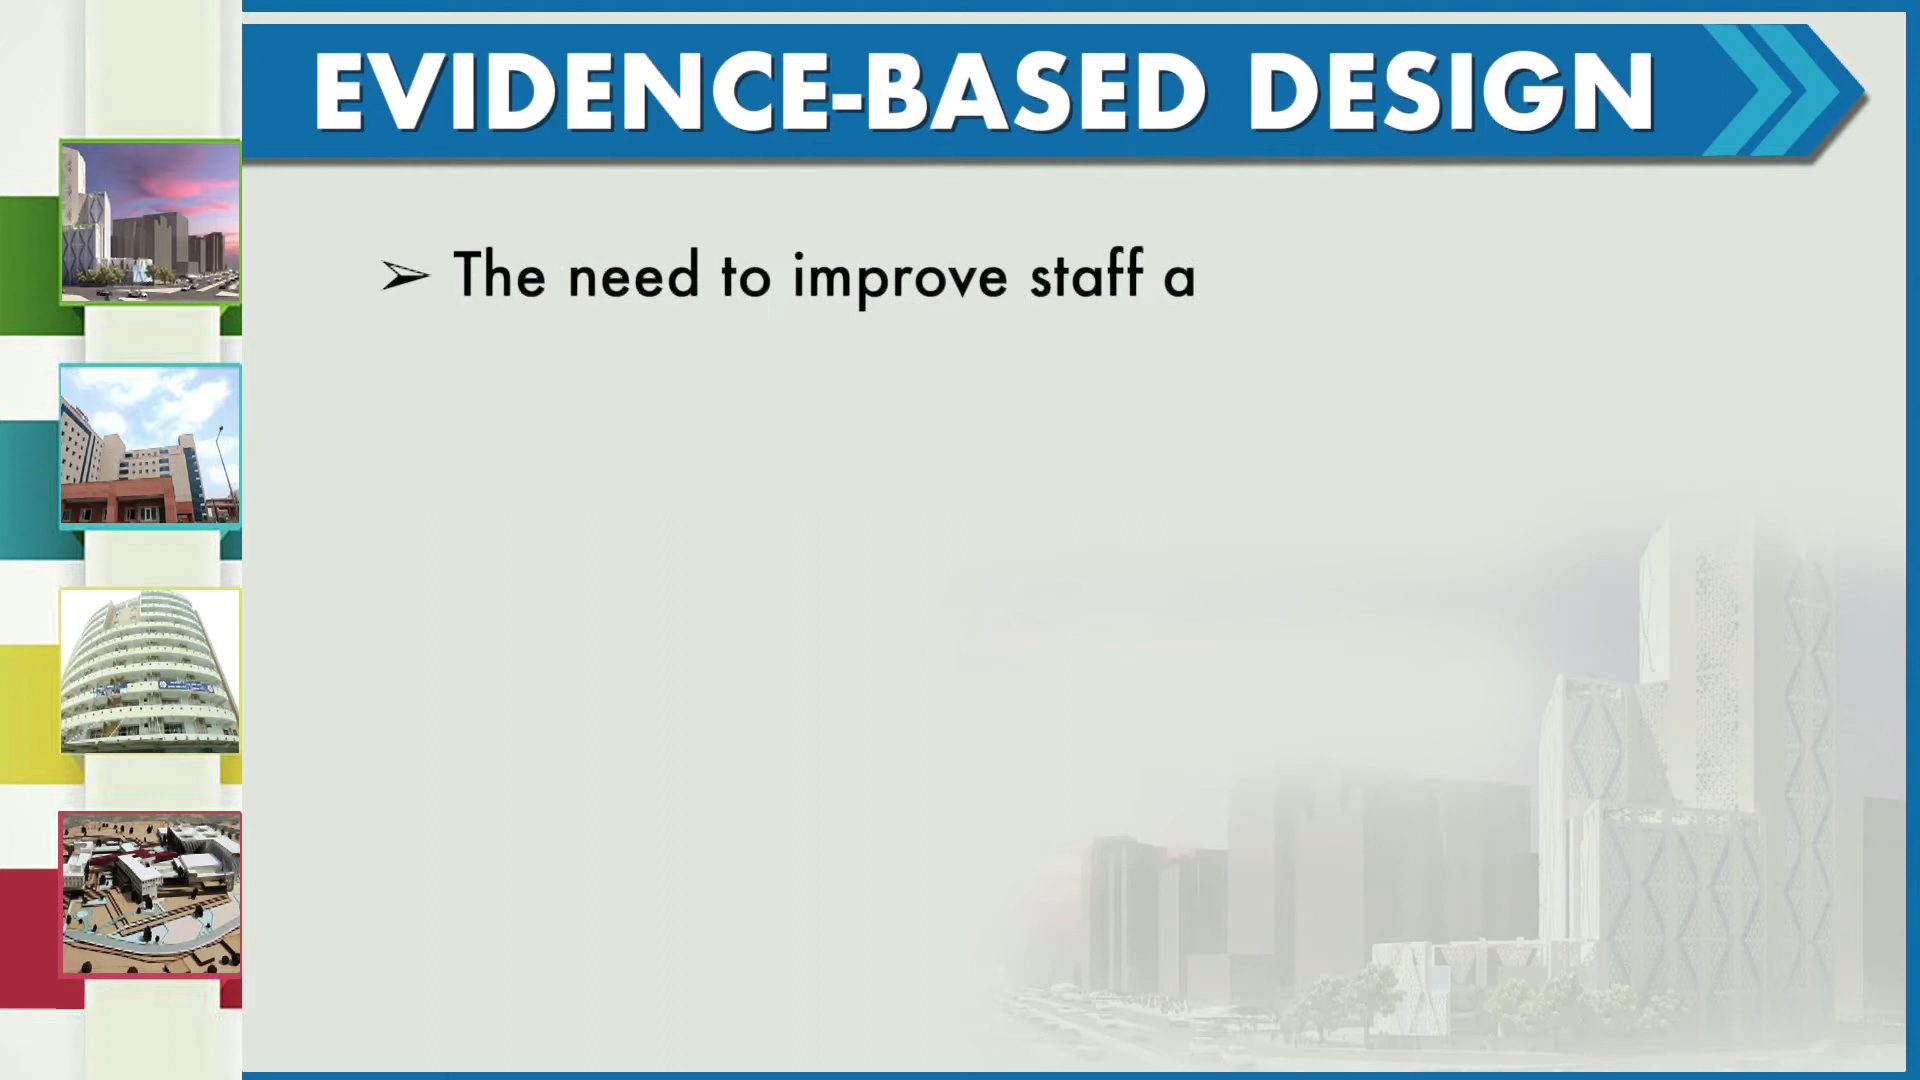 EVIDENCE-BASED DESIGN
➢ The need to improve staff a